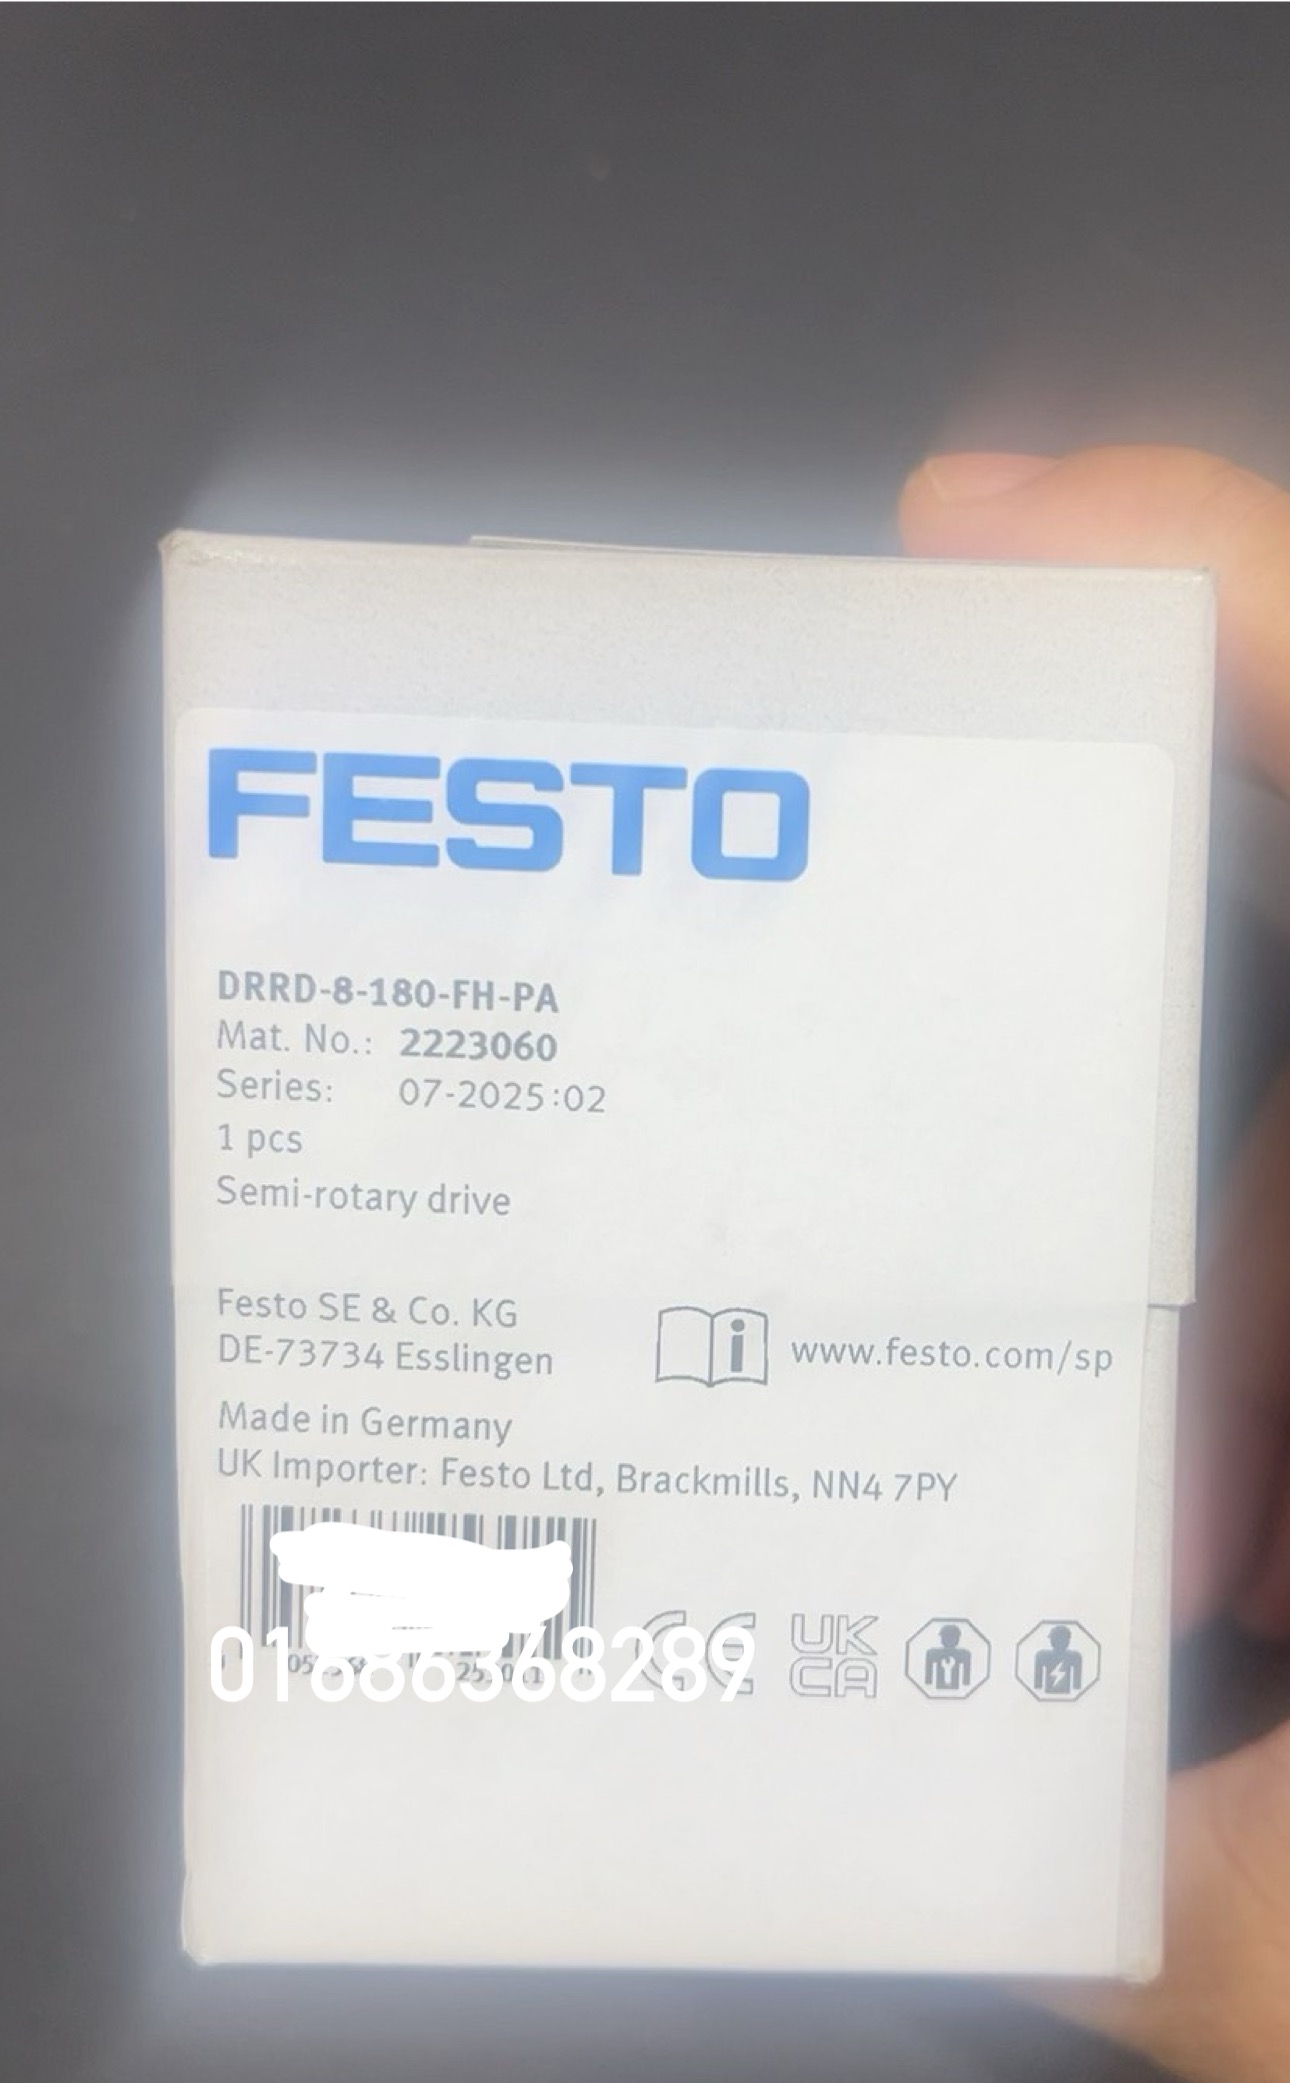 FESTO
DRRD-8-180-FH-PA
Mat. No.: 2223060
Series: 07-2025:02
1 pcs
Semi-rotary drive
Festo SE & Co. KG
DE-73734 Esslingen
i www.festo.com/sp
Made in Germany
UK Importer: Festo Ltd, Brackmills, NN4 7PY
01686368289
CE
UK
CA